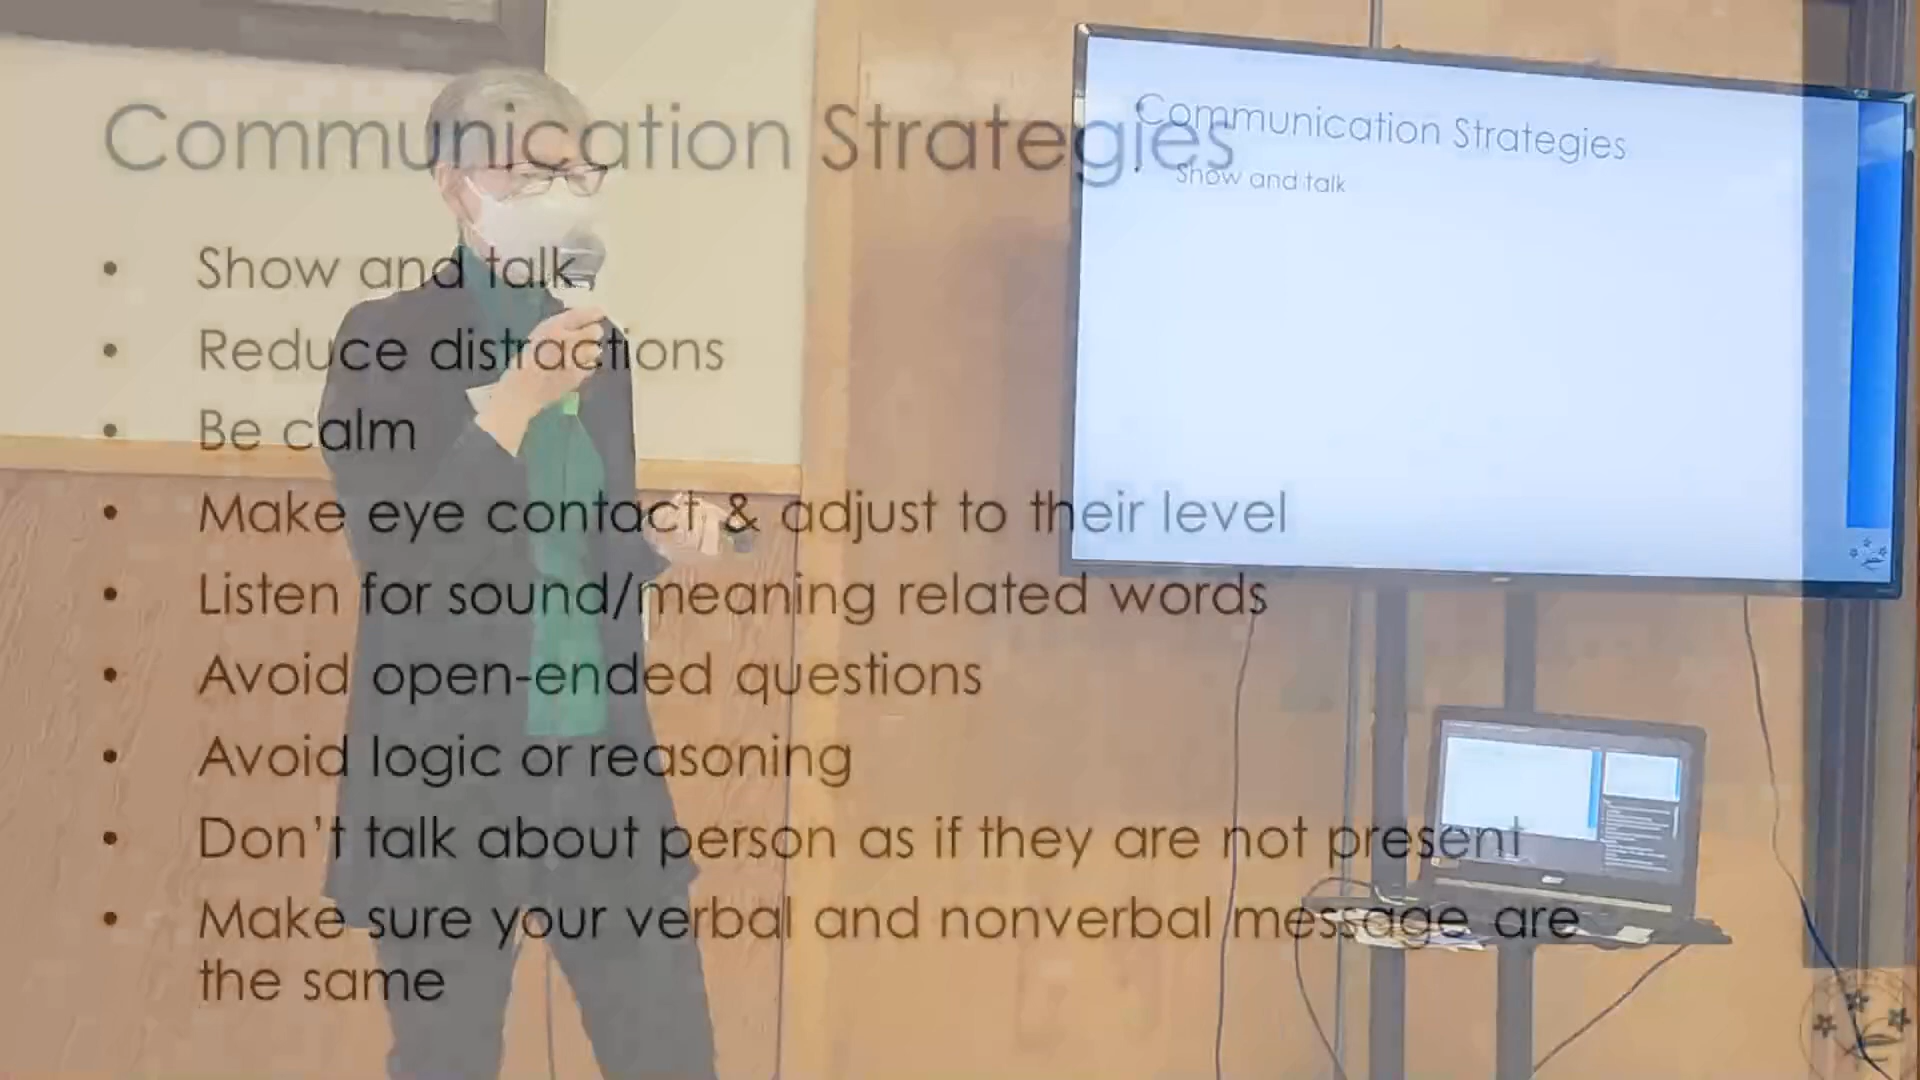 Communication Strategies
• Show and talk
• Reduce distractions
• Be calm
• Make eye contact & adjust to their level
• Listen for sound/meaning related words
• Avoid open-ended questions
• Avoid logic or reasoning
• Don't talk about person as if they are not present
• Make sure your verbal and nonverbal message are
the same
Communication Strategies
• Show and talk